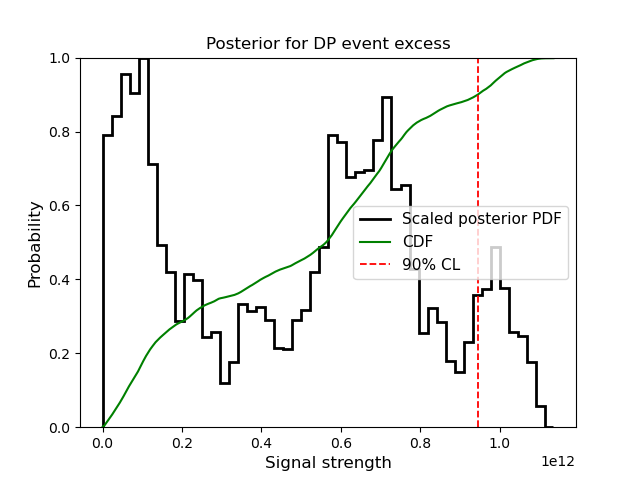 Posterior for DP event excess
Probability
1.0
0.8
0.6
0.4
0.2
0.0
Scaled posterior PDF
CDF
90% CL
0.0 0.2 0.4 0.6 0.8 1.0
1e12
Signal strength